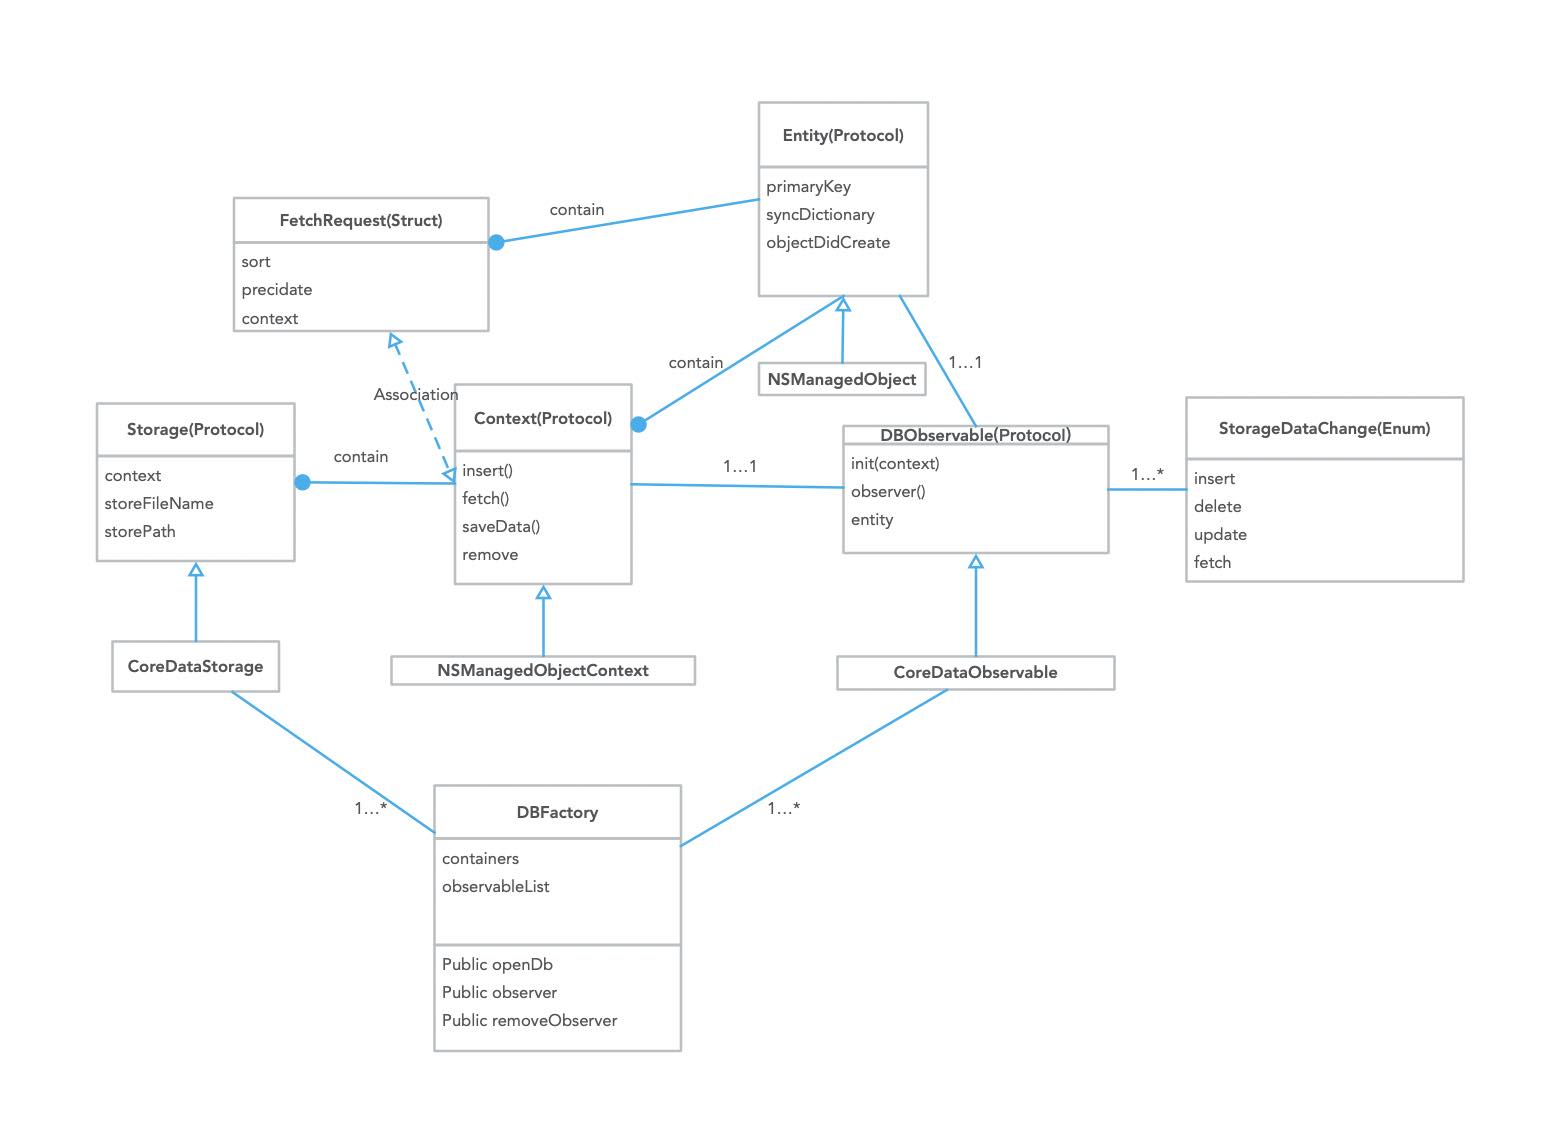 Entity(Protocol)
primaryKey
syncDictionary
objectDidCreate
FetchRequest(Struct)
sort
precidate
context
contain
contain
NSManagedObject
1...1
Association
Storage(Protocol)
context
storeFileName
storePath
contain
Context(Protocol)
insert()
fetch()
saveData()
remove
1...1
DBObservable(Protocol)
init(context)
observer()
entity
1...*
StorageDataChange(Enum)
insert
delete
update
fetch
CoreDataStorage
NSManagedObjectContext
CoreDataObservable
1...*
1...*
DBFactory
containers
observableList
Public openDb
Public observer
Public removeObserver